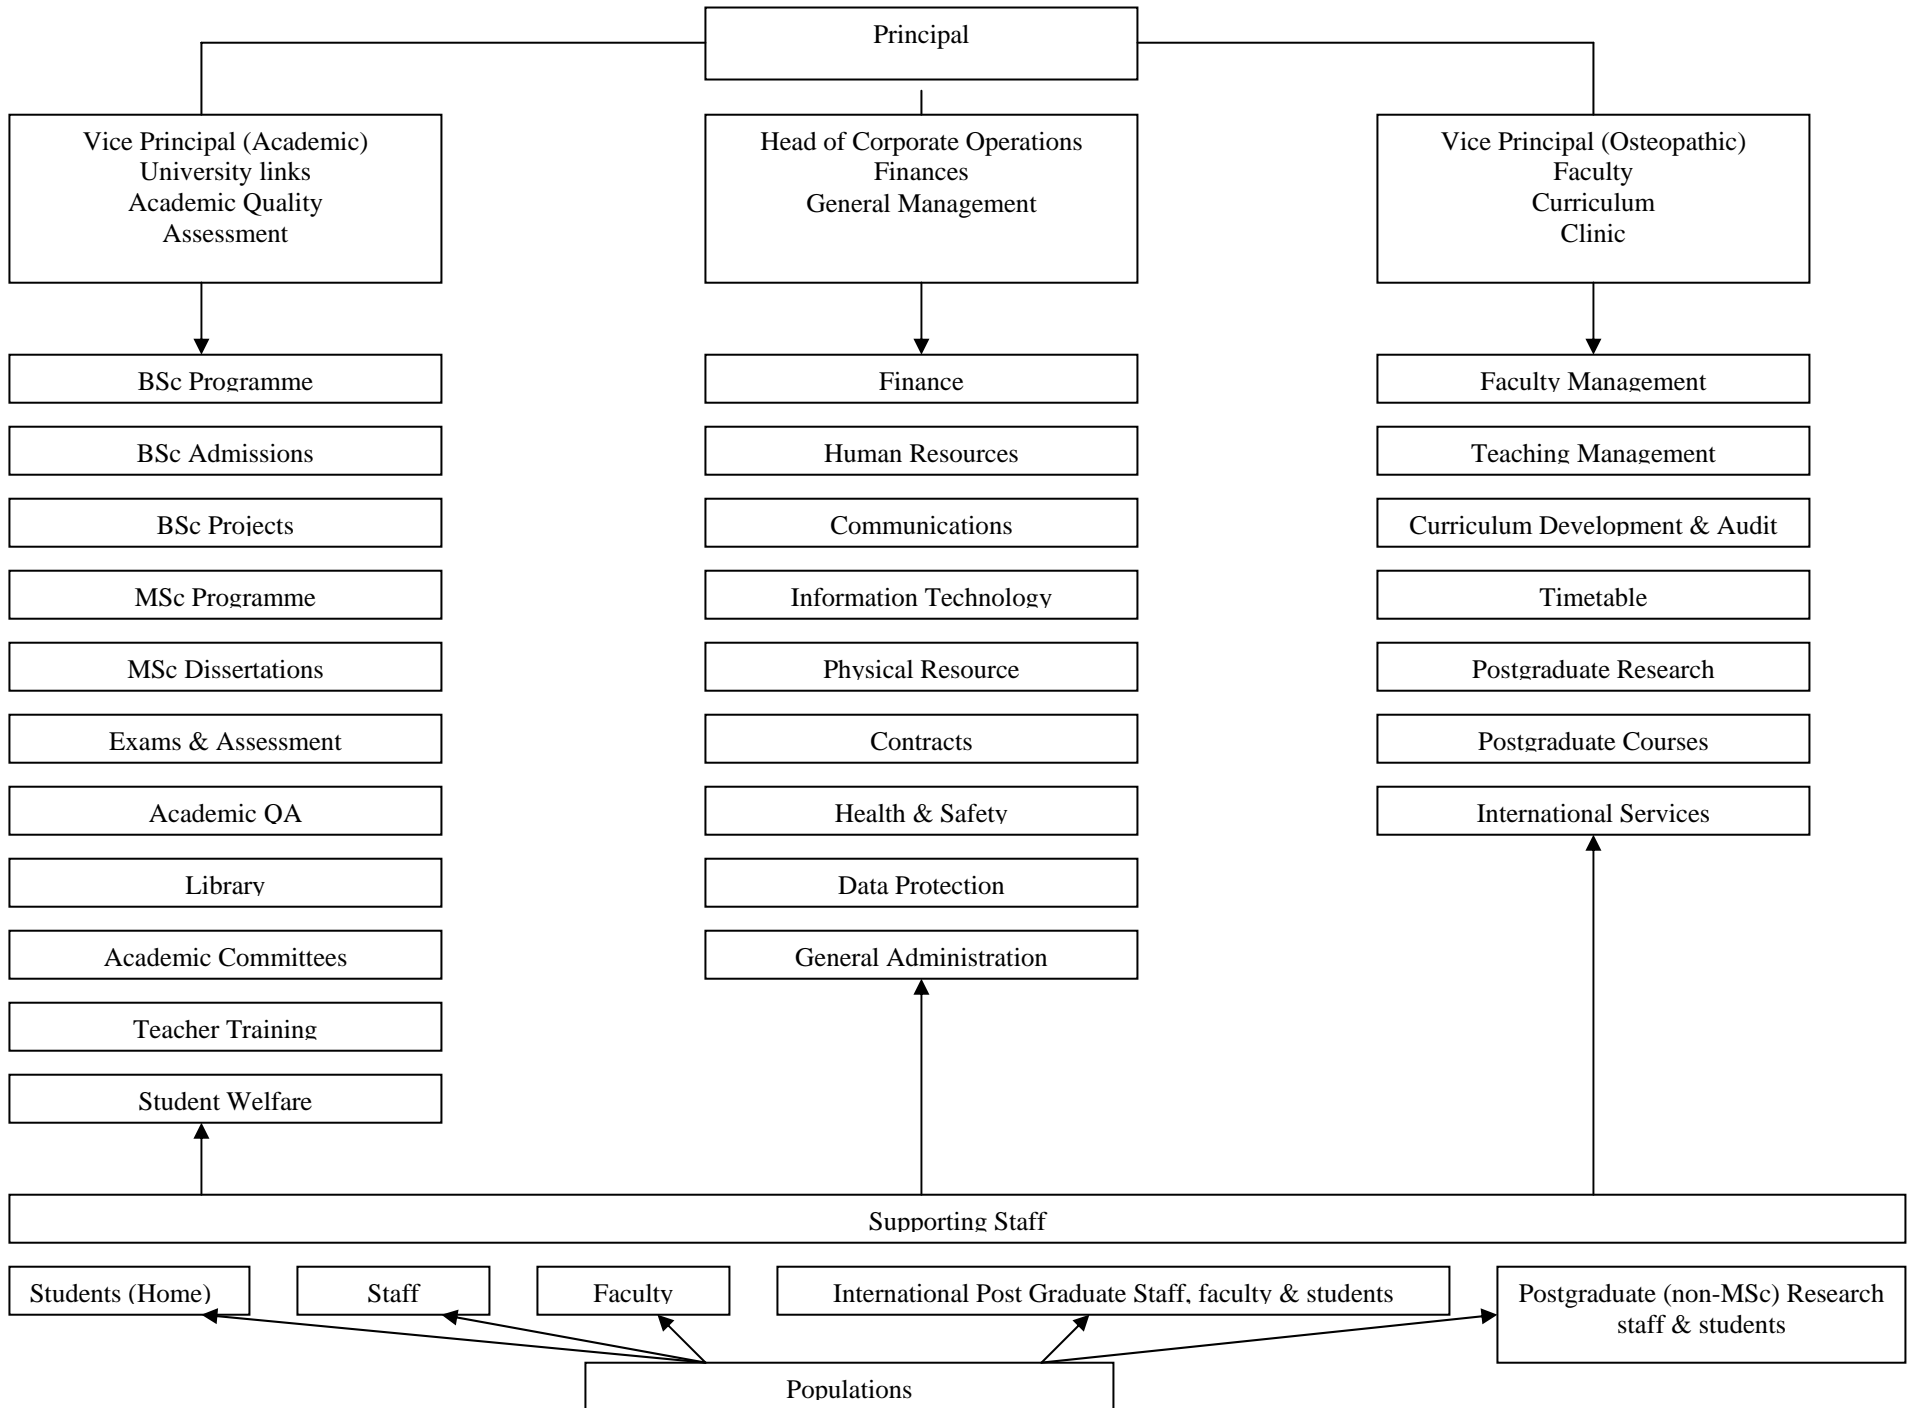 Principal
Vice Principal (Academic)
University links
Academic Quality
Assessment
Head of Corporate Operations
Finances
General Management
Vice Principal (Osteopathic)
Faculty
Curriculum
Clinic
BSc Programme
BSc Admissions
BSc Projects
MSc Programme
MSc Dissertations
Exams & Assessment
Academic QA
Library
Academic Committees
Teacher Training
Student Welfare
Finance
Human Resources
Communications
Information Technology
Physical Resource
Contracts
Health & Safety
Data Protection
General Administration
Faculty Management
Teaching Management
Curriculum Development & Audit
Timetable
Postgraduate Research
Postgraduate Courses
International Services
Supporting Staff
Students (Home)
Staff
Faculty
International Post Graduate Staff, faculty & students
Postgraduate (non-MSc) Research
staff & students
Populations